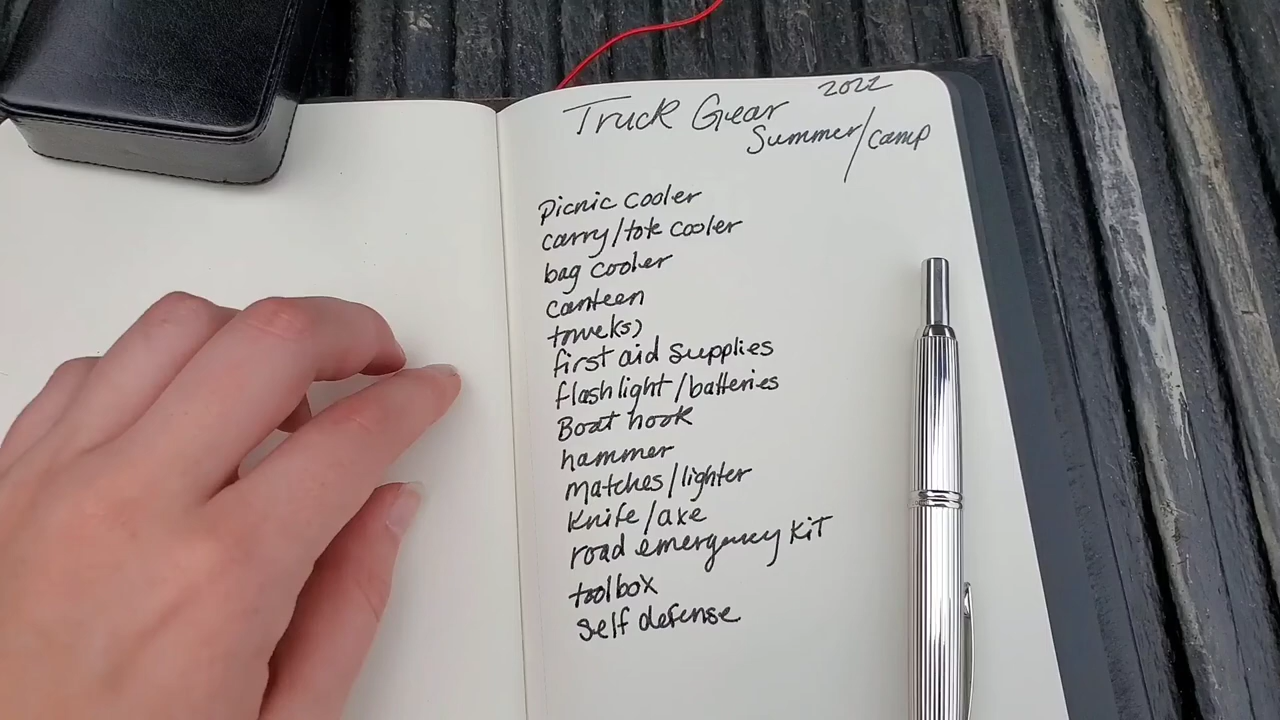 Truck Gear 2022
Summer/camp
Picnic cooler
carry/tote cooler
bag cooler
canteen
towel(s)
first aid supplies
flashlight/batteries
Boat hook
hammer
matches/lighter
Knife/axe
road emergency kit
toolbox
self defense